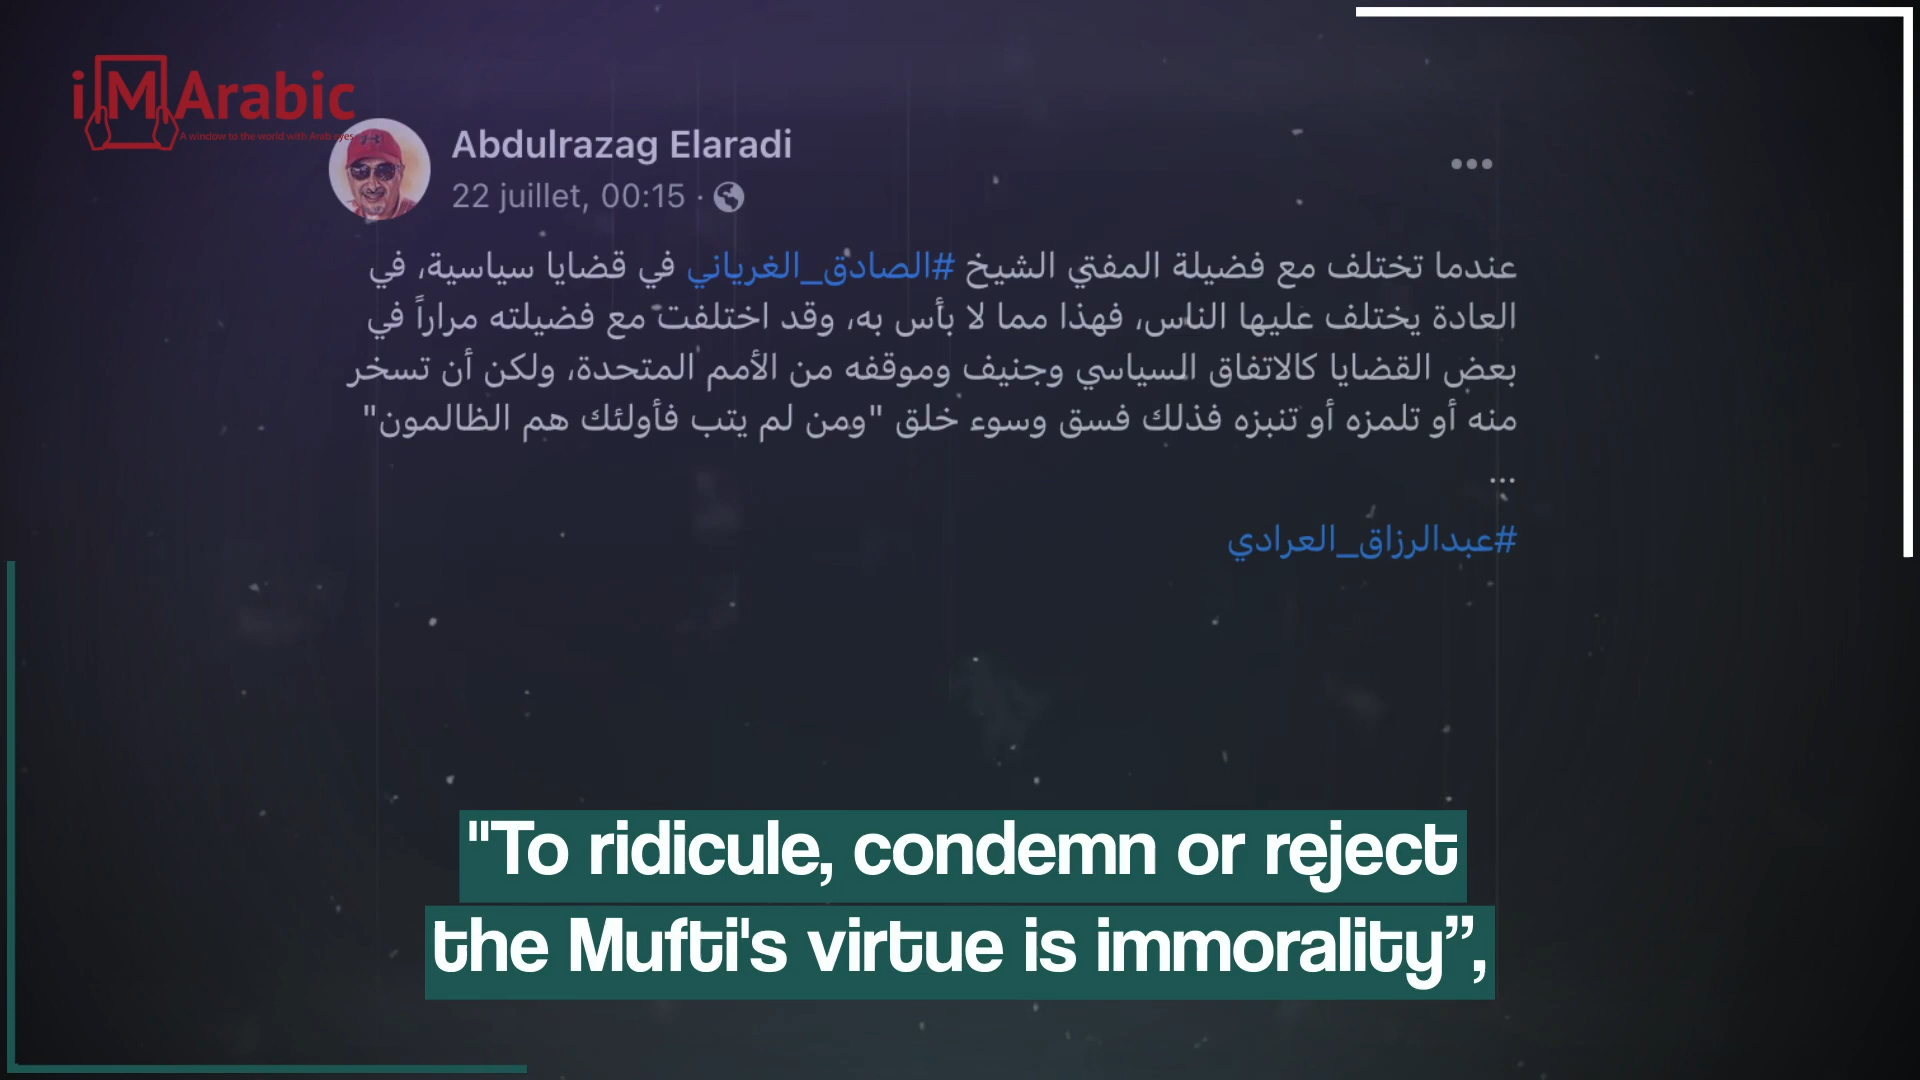 iMArabic
A window to the world with Arab eyes
Abdulrazag Elaradi
22 juillet, 00:15 ·
عندما تختلف مع فضيلة المفتي الشيخ #الصادق_الغرياني في قضايا سياسية، في
العادة يختلف عليها الناس، فهذا مما لا بأس به، وقد اختلفت مع فضيلته مراراً في
بعض القضايا كالاتفاق السياسي وجنيف وموقفه من الأمم المتحدة، ولكن أن تسخر
منه أو تلمزه أو تنبزه فذلك فسق وسوء خلق "ومن لم يتب فأولئك هم الظالمون"
...
#عبدالرزاق_العرادي
"To ridicule, condemn or reject
the Mufti's virtue is immorality”,